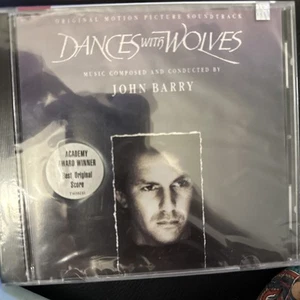 ORIGINAL MOTION PICTURE SOUNDTRACK
DANCES WITH WOLVES
MUSIC COMPOSED AND CONDUCTED BY
JOHN BARRY
ACADEMY
AWARD WINNER
Best Original
Score